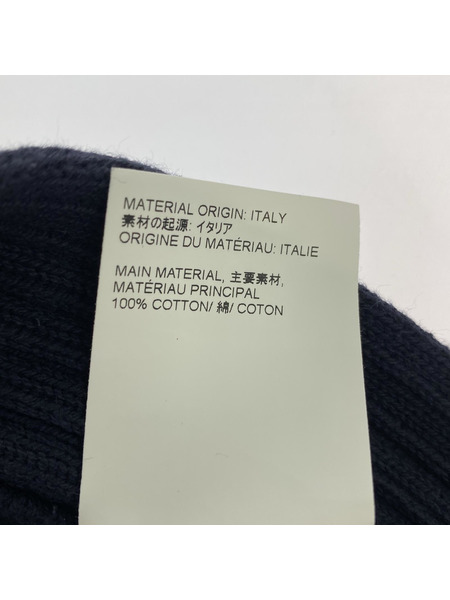 MATERIAL ORIGIN: ITALY
素材の起源: イタリア
ORIGINE DU MATÉRIAU: ITALIE
MAIN MATERIAL, 主要素材,
MATÉRIAU PRINCIPAL
100% COTTON/ 綿/ COTON